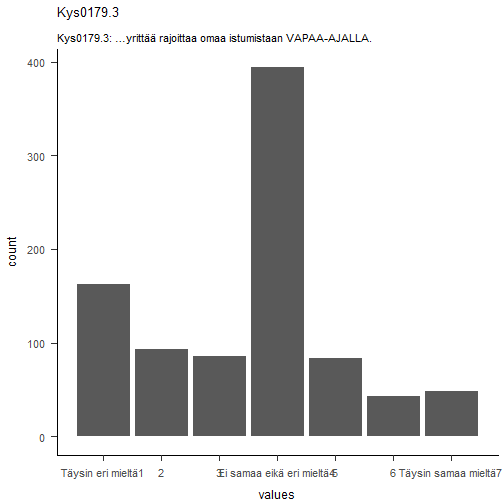 Kys0179.3
Kys0179.3: ...yrittää rajoittaa omaa istumistaan VAPAA-AJALLA.
400
300
200
100
0
count
Täysin eri mieltä1 2 3 Ei samaa eikä eri mieltä4 5 6 Täysin samaa mieltä7
values